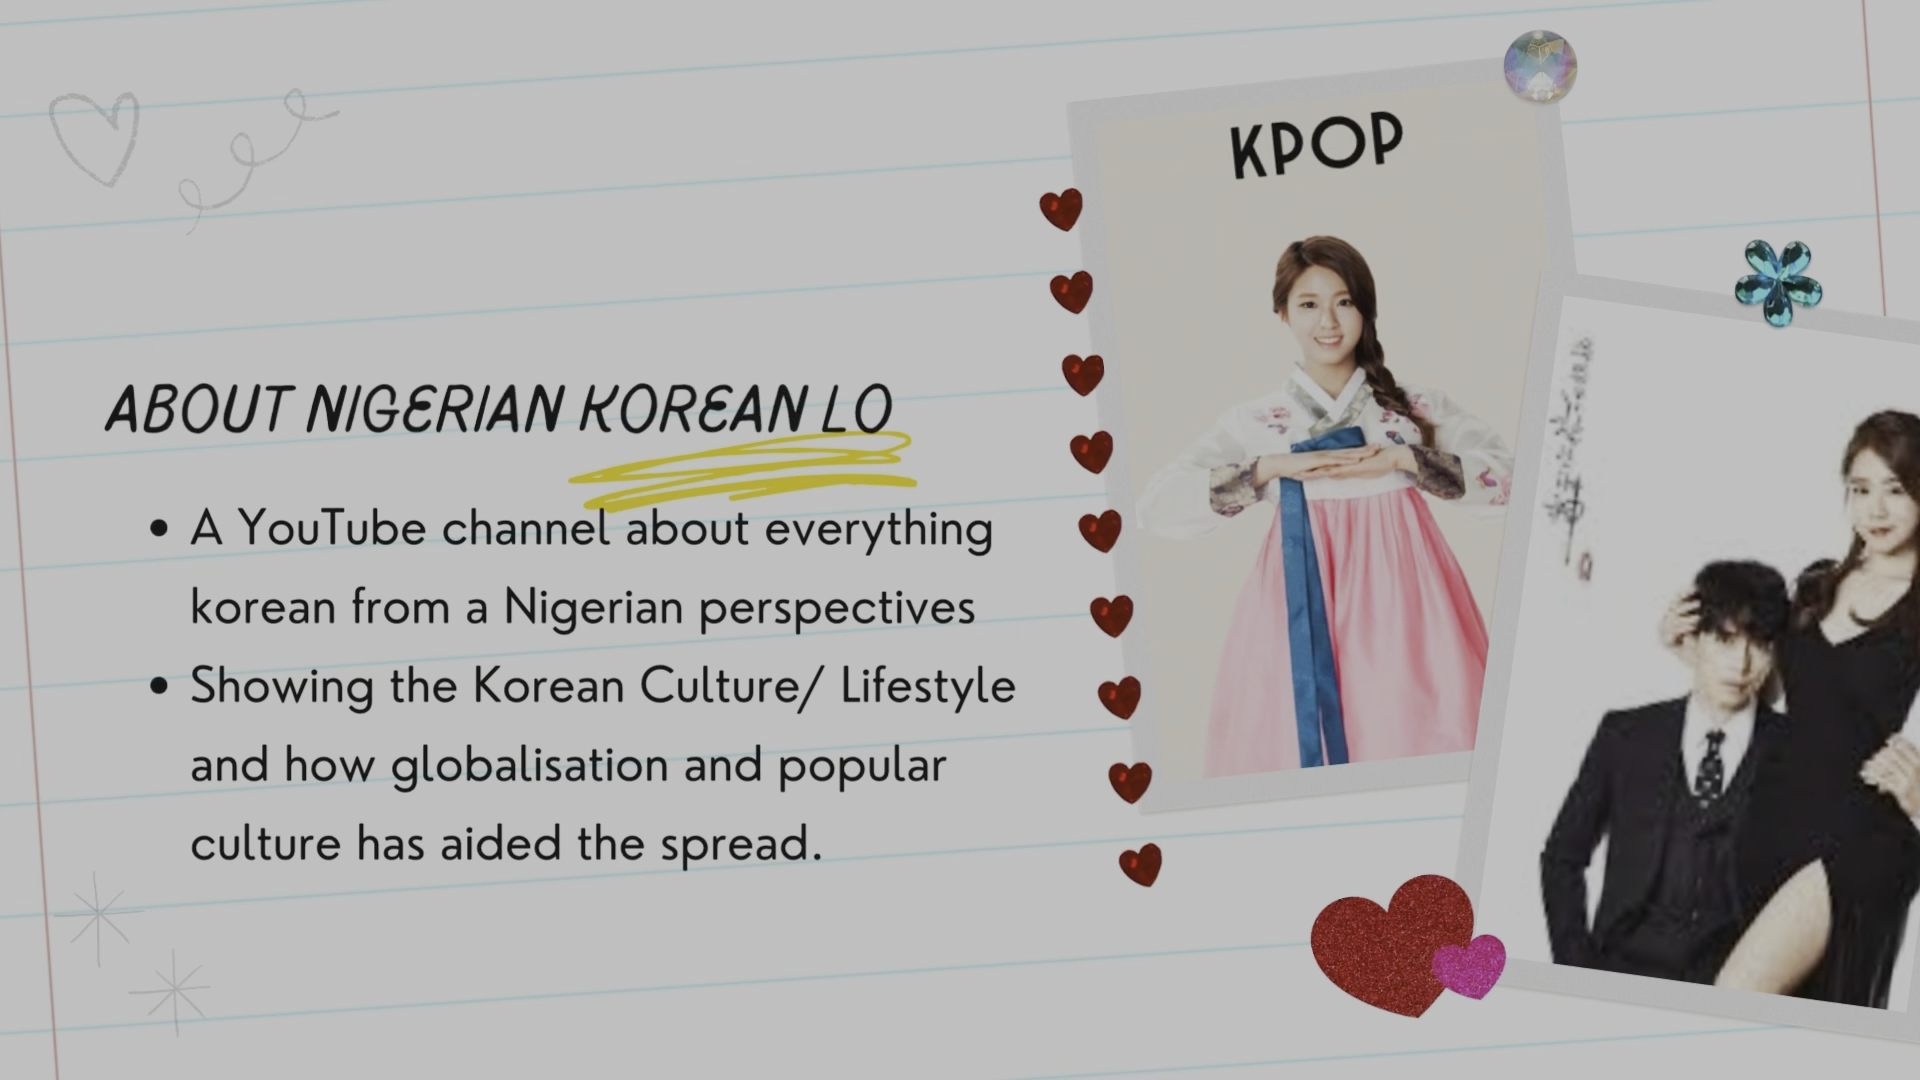 KPOP
ABOUT NIGERIAN KOREAN LO
• A YouTube channel about everything
korean from a Nigerian perspectives
• Showing the Korean Culture/ Lifestyle
and how globalisation and popular
culture has aided the spread.